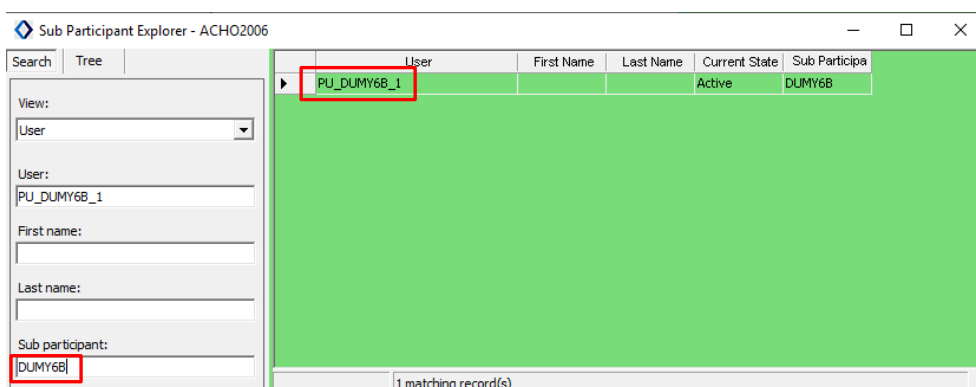 Sub Participant Explorer - ACHO2006
Search Tree
View:
User
User:
PU_DUMY6B_1
First name:
Last name:
Sub participant:
DUMY6B
User First Name Last Name Current State Sub Participa
PU_DUMY6B_1 Active DUMY6B
1 matching record(s)